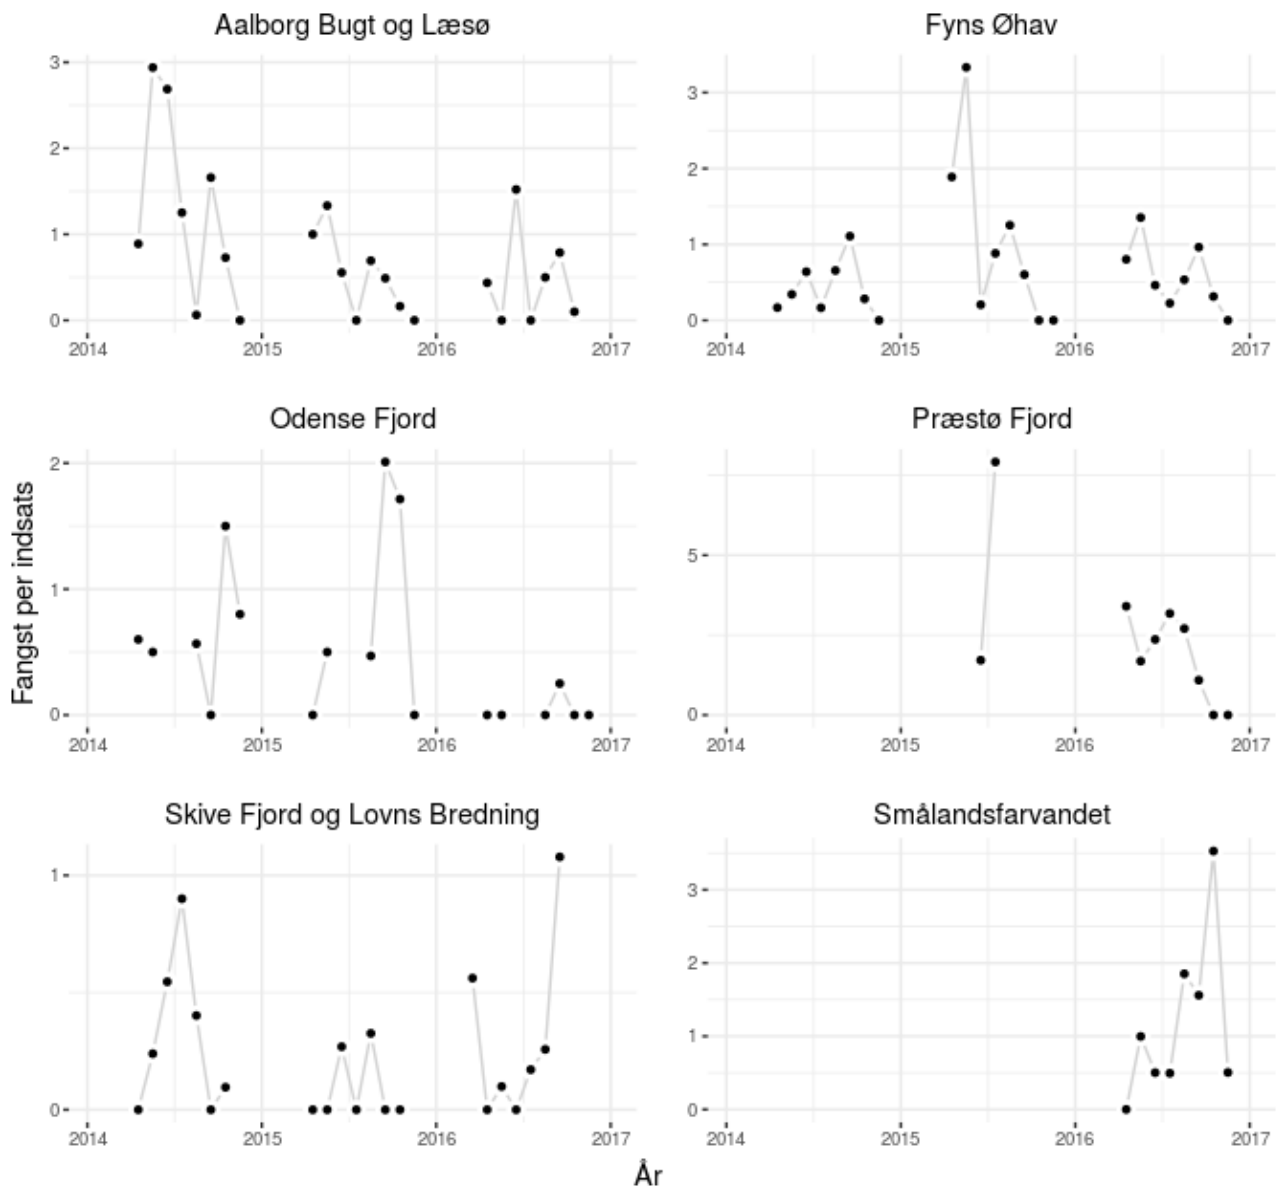 Aalborg Bugt og Læsø
Fyns Øhav
3
2
1
0
2014 2015 2016 2017
3
2
1
0
2014 2015 2016 2017
Odense Fjord
Præstø Fjord
Fangst per indsats
2
1
0
2014 2015 2016 2017
5
0
2014 2015 2016 2017
Skive Fjord og Lovns Bredning
Smålandsfarvandet
1
0
2014 2015 2016 2017
3
2
1
0
2014 2015 2016 2017
År